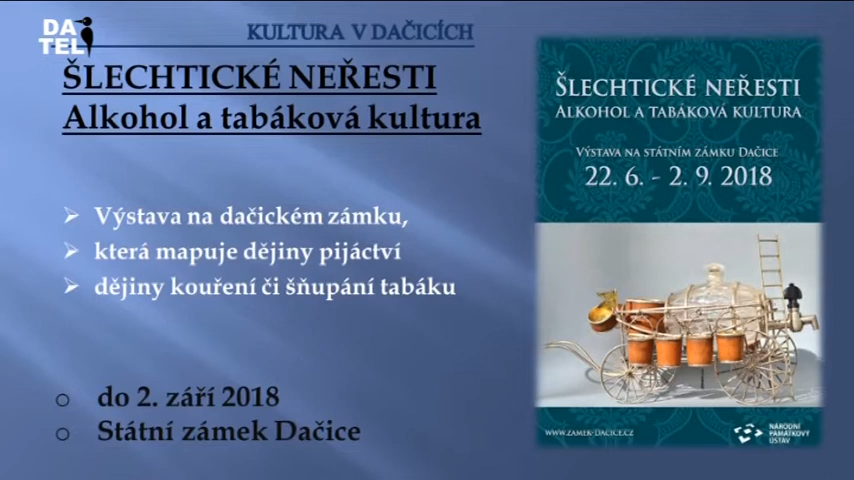 DA
TEL
KULTURA V DAČICÍCH
ŠLECHTICKÉ NEŘESTI
Alkohol a tabáková kultura
Výstava na dačickém zámku,
která mapuje dějiny pijáctví
dějiny kouření či šňupání tabáku
do 2. září 2018
Státní zámek Dačice
ŠLECHTICKÉ NEŘESTI
ALKOHOL A TABÁKOVÁ KULTURA
VÝSTAVA NA STÁTNÍM ZÁMKU DAČICE
22. 6. - 2. 9. 2018
WWW.ZAMEK-DACICE.CZ
NÁRODNÍ
PAMÁTKOVÝ
ÚSTAV